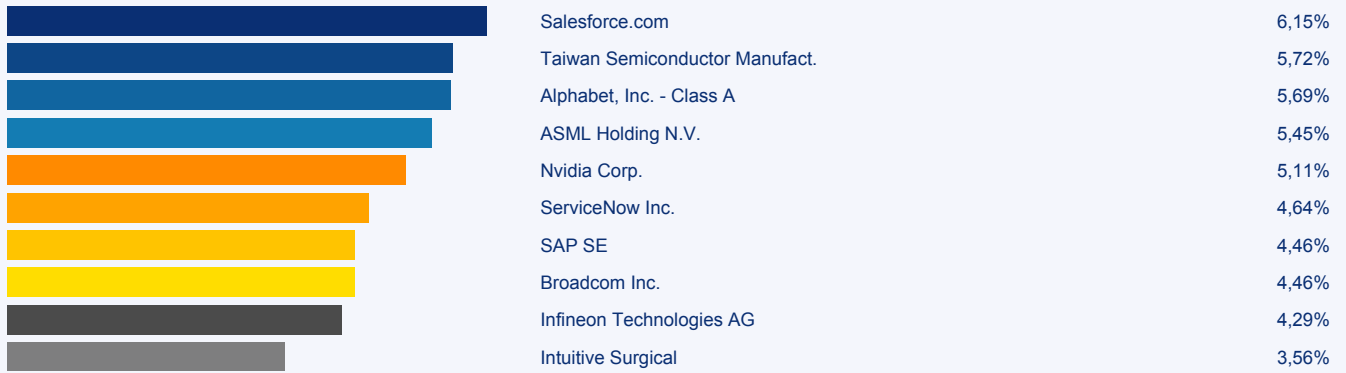 Salesforce.com 6,15%
Taiwan Semiconductor Manufact. 5,72%
Alphabet, Inc. - Class A 5,69%
ASML Holding N.V. 5,45%
Nvidia Corp. 5,11%
ServiceNow Inc. 4,64%
SAP SE 4,46%
Broadcom Inc. 4,46%
Infineon Technologies AG 4,29%
Intuitive Surgical 3,56%